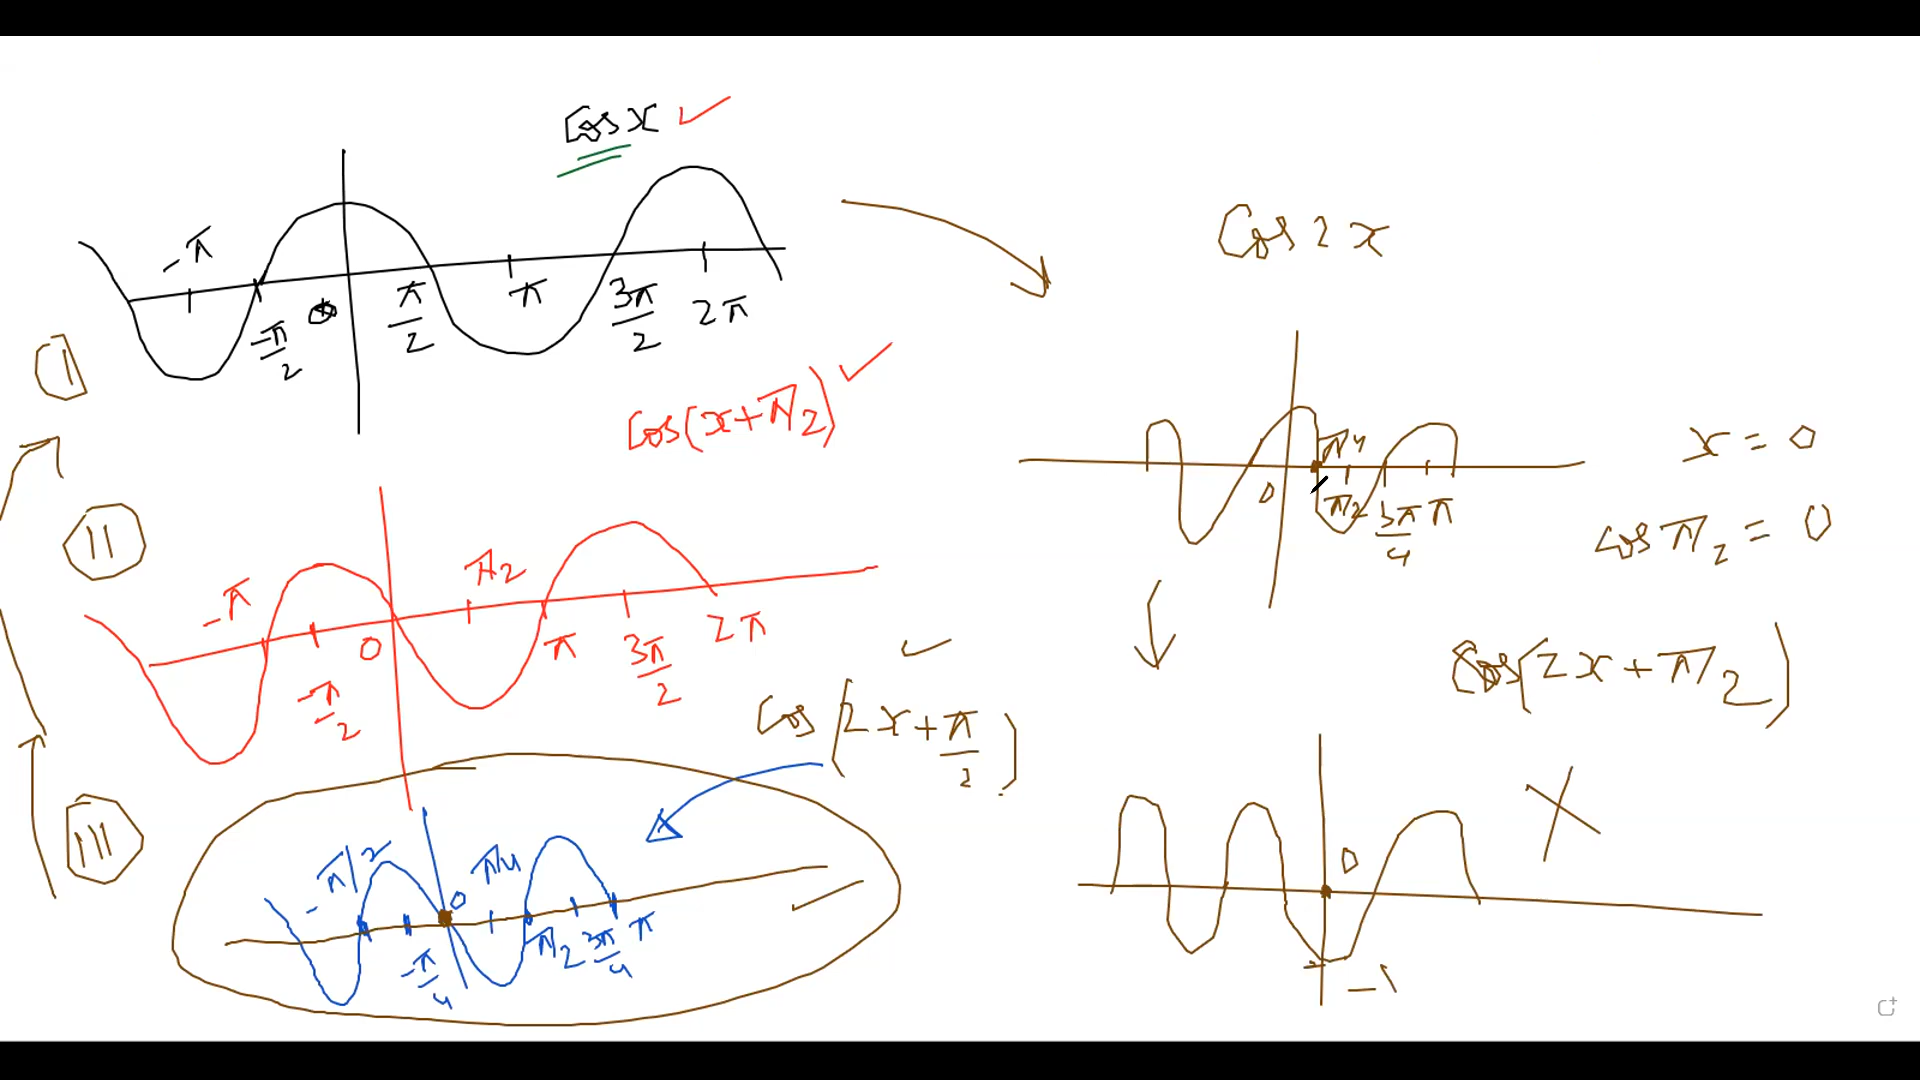 cos x ✓
-π
-π/2
0
π/2
π
3π/2
2π
I
cos(x+π/2) ✓
II
-π
-π/2
0
π/2
π
3π/2
2π
✓
cos(2x+π/2)
III
-π/2
-π/4
0
π/4
π/2
3π/4
π
cos 2x
π/4
0
π/2
3π/4
π
x = 0
cos π/2 = 0
cos(2x+π/2)
0
-1